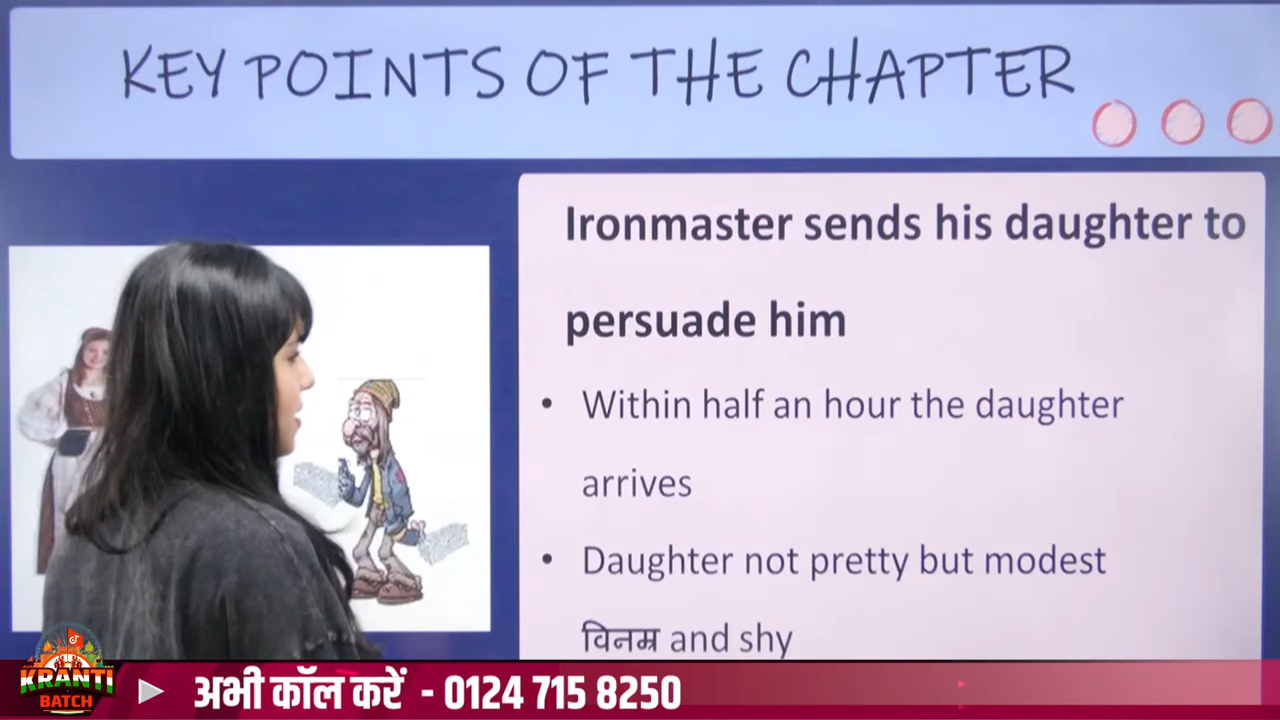 KEY POINTS OF THE CHAPTER
Ironmaster sends his daughter to
persuade him
• Within half an hour the daughter
arrives
• Daughter not pretty but modest
विनम्र and shy
KRANTI
BATCH
अभी कॉल करें - 0124 715 8250